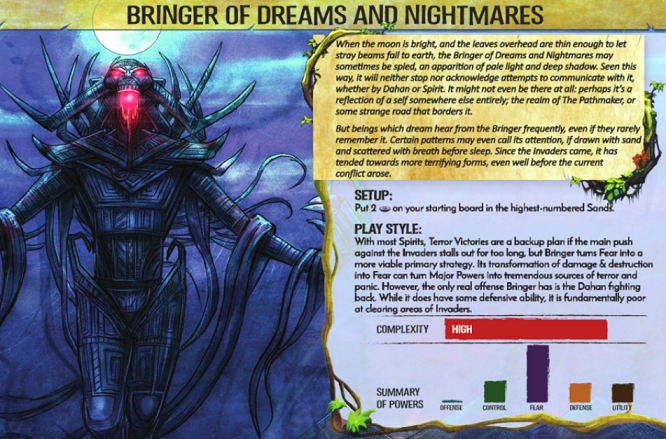 BRINGER OF DREAMS AND NIGHTMARES
When the moon is bright, and the leaves overhead are thin enough to let
stray beams fall to earth, the Bringer of Dreams and Nightmares may
sometimes be spied, an apparition of pale light and deep shadow. Seen this
way, it will neither stop nor acknowledge attempts to communicate with it,
whether by Dahan or Spirit. It might not even be there at all: perhaps it's a
reflection of a self somewhere else entirely; the realm of The Pathmaker, or
some strange road that borders it.
But beings which dream hear from the Bringer frequently, even if they rarely
remember it. Certain patterns may even call its attention, if drawn with sand
and scattered with breath before sleep. Since the Invaders came, it has
tended towards more terrifying forms, even well before the current
conflict arose.
SETUP:
Put 2 on your starting board in the highest-numbered Sands.
PLAY STYLE:
With most Spirits, Terror Victories are a backup plan if the main push
against the Invaders stalls out for too long, but Bringer turns Fear into a
more viable primary strategy. Its transformation of damage & destruction
into Fear can turn Major Powers into tremendous sources of terror and
panic. However, the only real offense Bringer has is the Dahan fighting
back. While it does have some defensive ability, it is fundamentally poor
at clearing areas of Invaders.
COMPLEXITY HIGH
SUMMARY
OF POWERS
OFFENSE CONTROL FEAR DEFENSE UTILITY